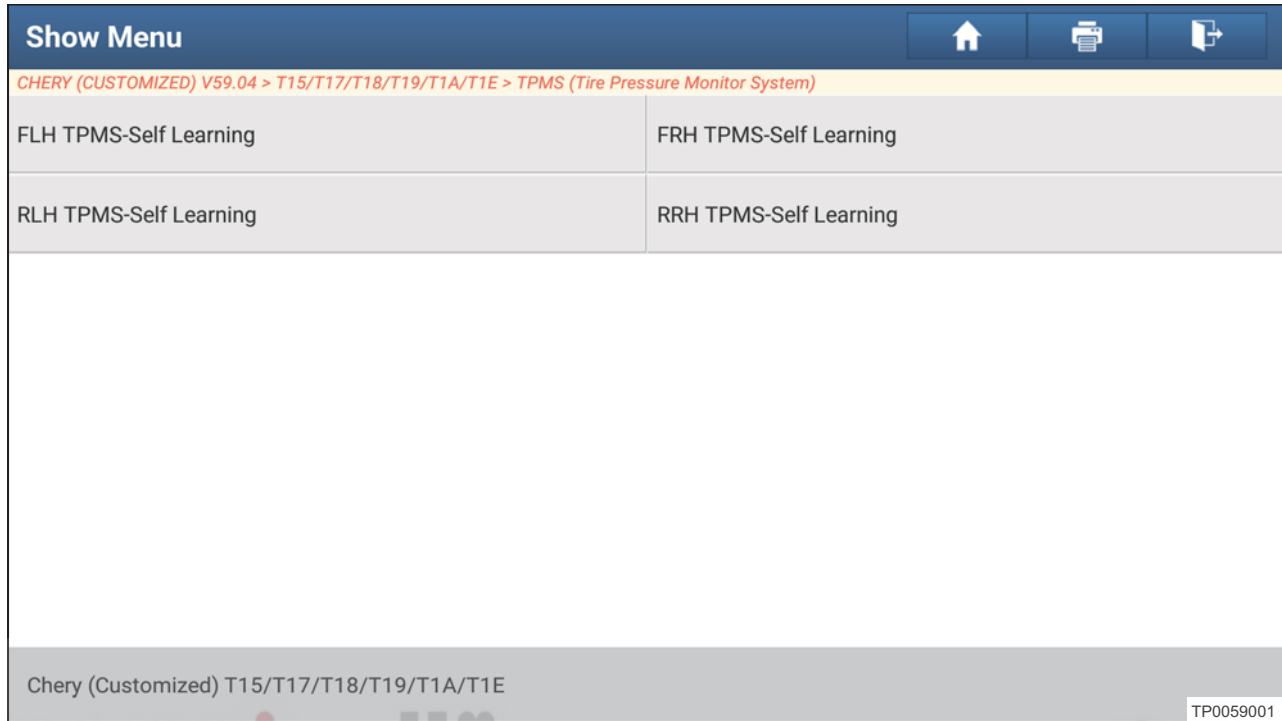 Show Menu
CHERY (CUSTOMIZED) V59.04 > T15/T17/T18/T19/T1A/T1E > TPMS (Tire Pressure Monitor System)
FLH TPMS-Self Learning
FRH TPMS-Self Learning
RLH TPMS-Self Learning
RRH TPMS-Self Learning
Chery (Customized) T15/T17/T18/T19/T1A/T1E
TP0059001